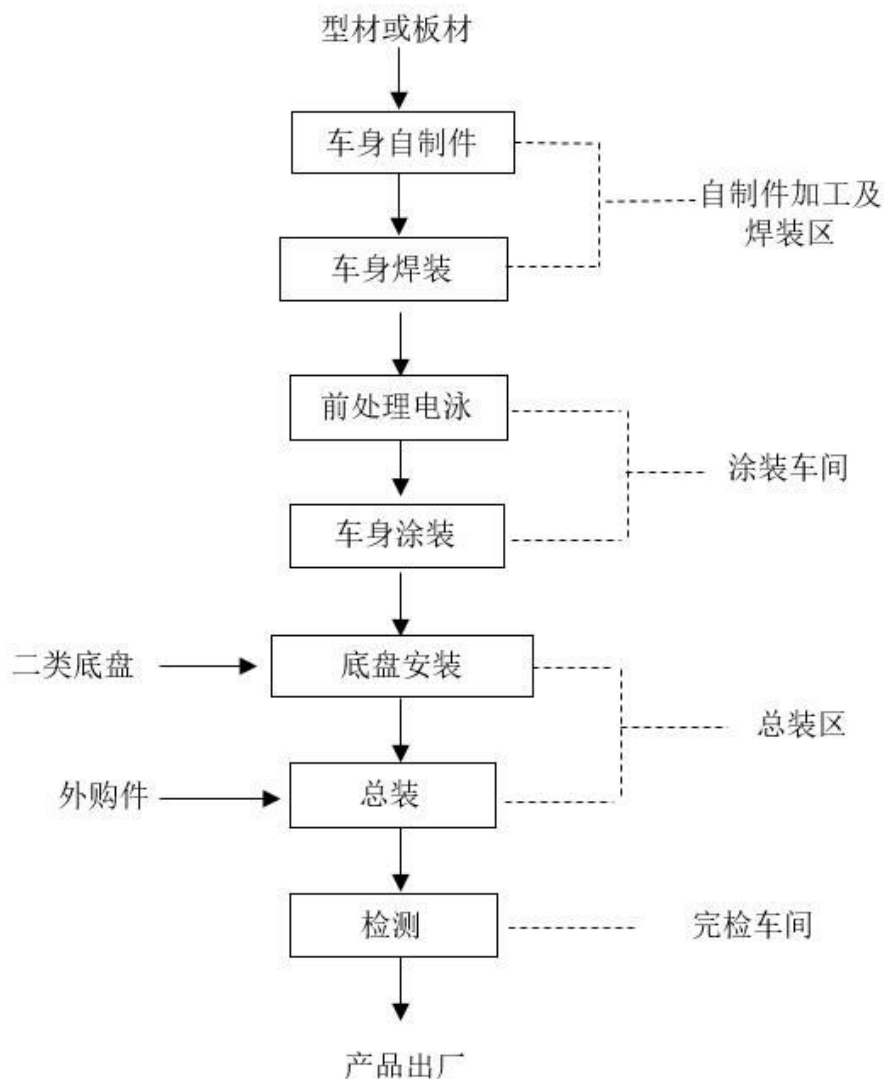 型材或板材
车身自制件
自制件加工及
焊装区
车身焊装
前处理电泳
涂装车间
车身涂装
二类底盘
底盘安装
总装区
外购件
总装
检测
完检车间
产品出厂